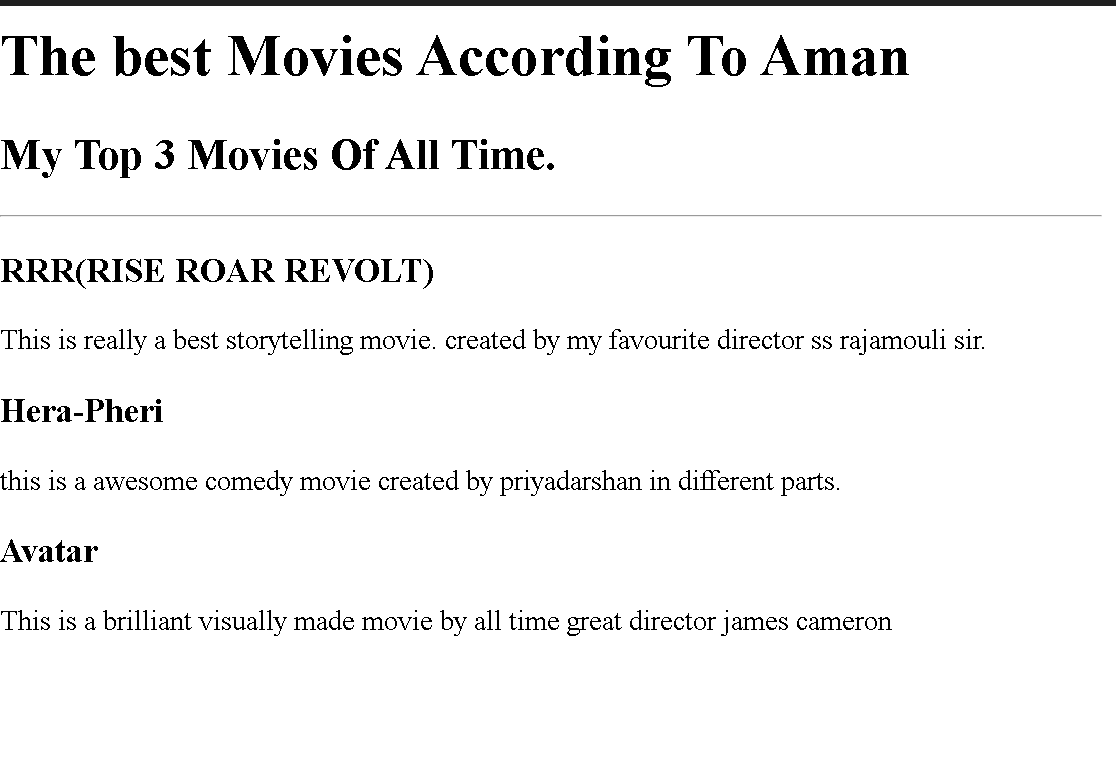 The best Movies According To Aman
My Top 3 Movies Of All Time.
RRR(RISE ROAR REVOLT)
This is really a best storytelling movie. created by my favourite director ss rajamouli sir.
Hera-Pheri
this is a awesome comedy movie created by priyadarshan in different parts.
Avatar
This is a brilliant visually made movie by all time great director james cameron